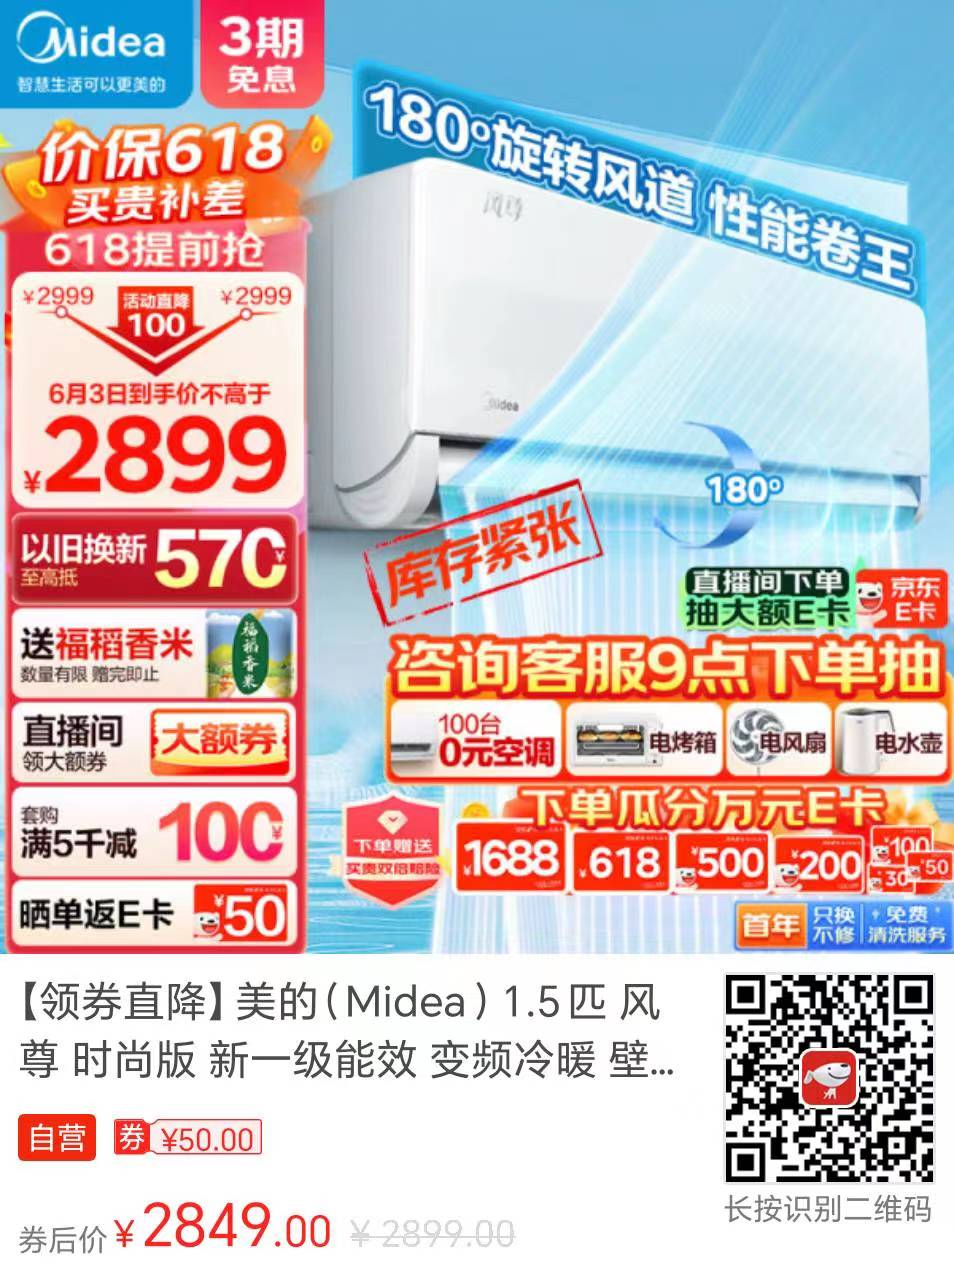 Midea
智慧生活可以更美的
3期
免息
180°旋转风道 性能卷王
价保618
买贵补差
618提前抢
¥2999
活动直降
100
¥2999
6月3日到手价不高于
¥2899
以旧换新
至高抵
570¥
送福稻香米
数量有限 赠完即止
福稻香米
直播间
领大额券
大额券
套购
满5千减
100¥
晒单返E卡
¥50
风尊
Midea
180°
库存紧张
直播间下单
抽大额E卡
京东
E卡
咨询客服9点下单抽
100台
0元空调
电烤箱
电风扇
电水壶
下单瓜分万元E卡
下单赠送
买贵双倍赔险
¥1688
¥618
¥500
¥200
¥100
¥30
¥50
首年
只换
不修
免费
清洗服务
【领券直降】美的(Midea) 1.5匹 风
尊 时尚版 新一级能效 变频冷暖 壁...
自营
券 ¥50.00
券后价 ¥2849.00 ¥2899.00
长按识别二维码